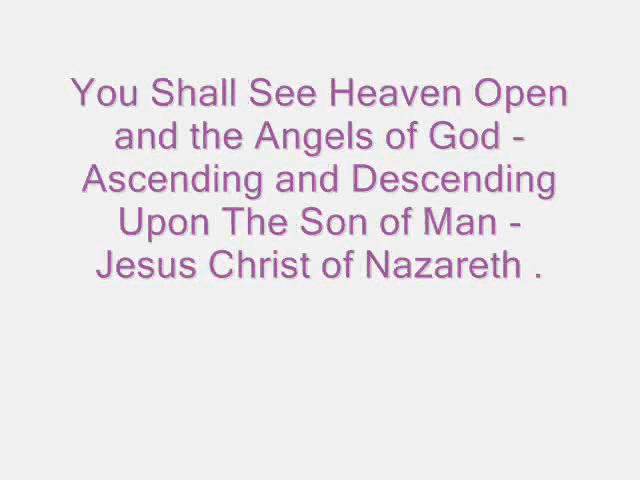 You Shall See Heaven Open
and the Angels of God -
Ascending and Descending
Upon The Son of Man -
Jesus Christ of Nazareth .